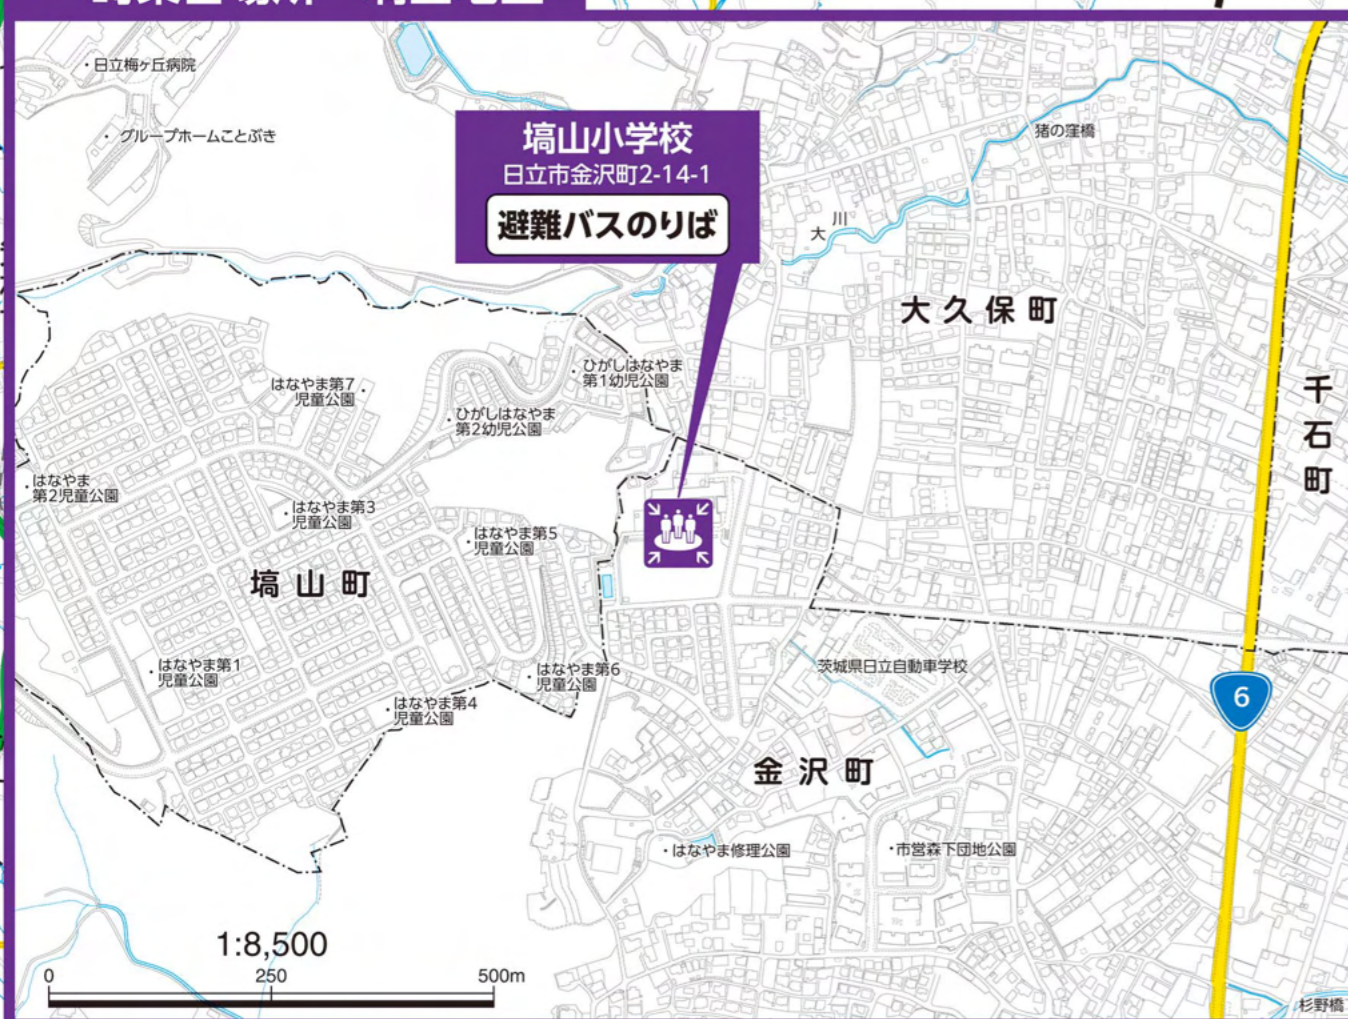 日立梅ヶ丘病院
グループホームことぶき
塙山小学校
日立市金沢町2-14-1
避難バスのりば
猪の窪橋
大川
大久保町
千石町
ひがしはなやま
第1幼児公園
はなやま第7
児童公園
ひがしはなやま
第2幼児公園
はなやま
第2児童公園
はなやま第3
児童公園
はなやま第5
児童公園
塙山町
はなやま第1
児童公園
はなやま第6
児童公園
はなやま第4
児童公園
茨城県日立自動車学校
6
金沢町
はなやま修理公園
市営森下団地公園
1:8,500
0 250 500m
杉野橋